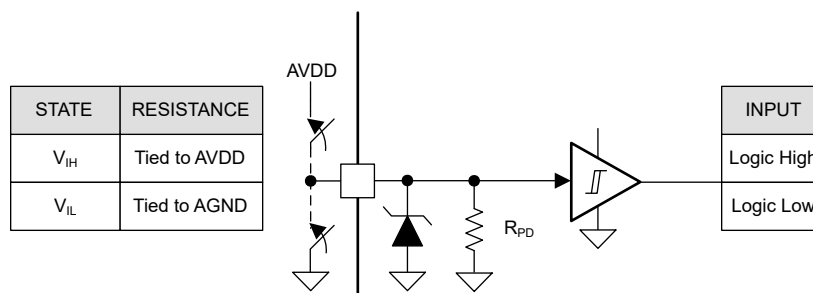 AVDD
STATE RESISTANCE
V_IH Tied to AVDD
V_IL Tied to AGND
R_PD
INPUT
Logic High
Logic Low